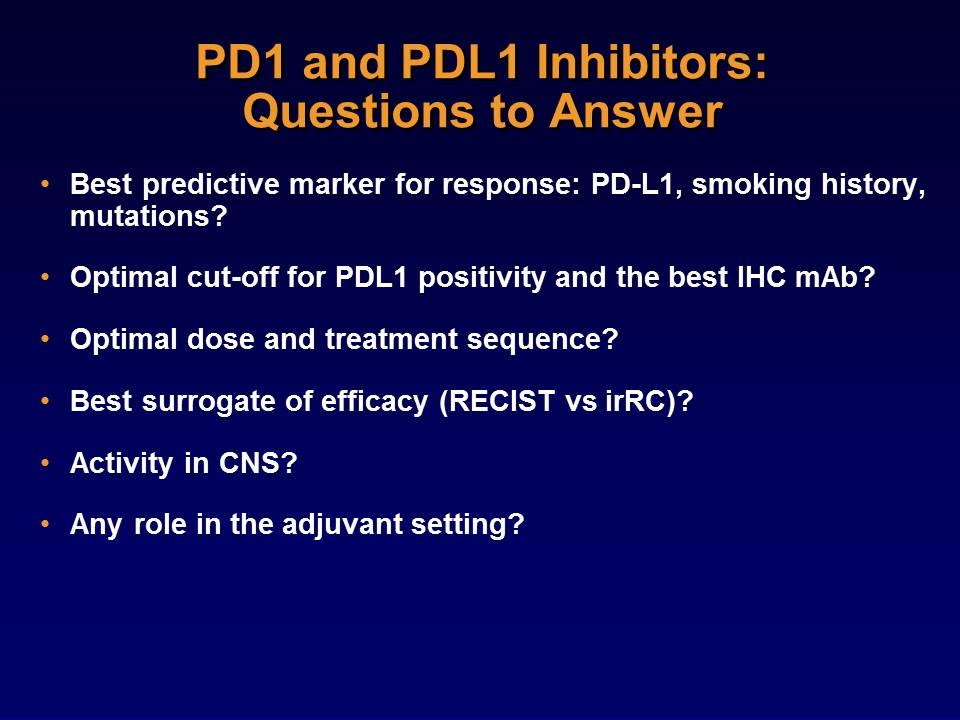 PD1 and PDL1 Inhibitors:
Questions to Answer
• Best predictive marker for response: PD-L1, smoking history,
mutations?
• Optimal cut-off for PDL1 positivity and the best IHC mAb?
• Optimal dose and treatment sequence?
• Best surrogate of efficacy (RECIST vs irRC)?
• Activity in CNS?
• Any role in the adjuvant setting?